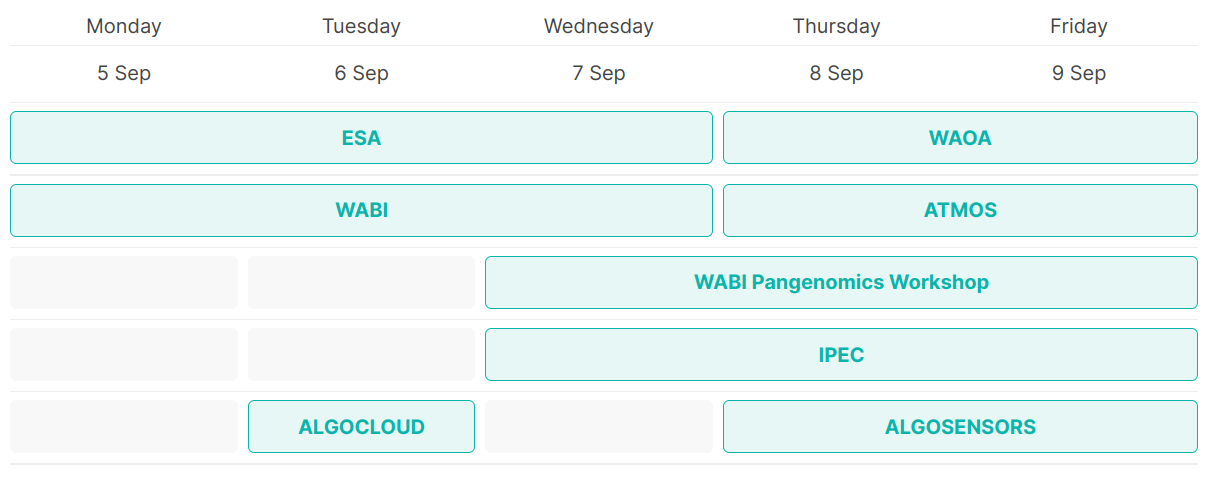 Monday Tuesday Wednesday Thursday Friday
5 Sep 6 Sep 7 Sep 8 Sep 9 Sep
ESA WAOA
WABI ATMOS
WABI Pangenomics Workshop
IPEC
ALGOCLOUD ALGOSENSORS